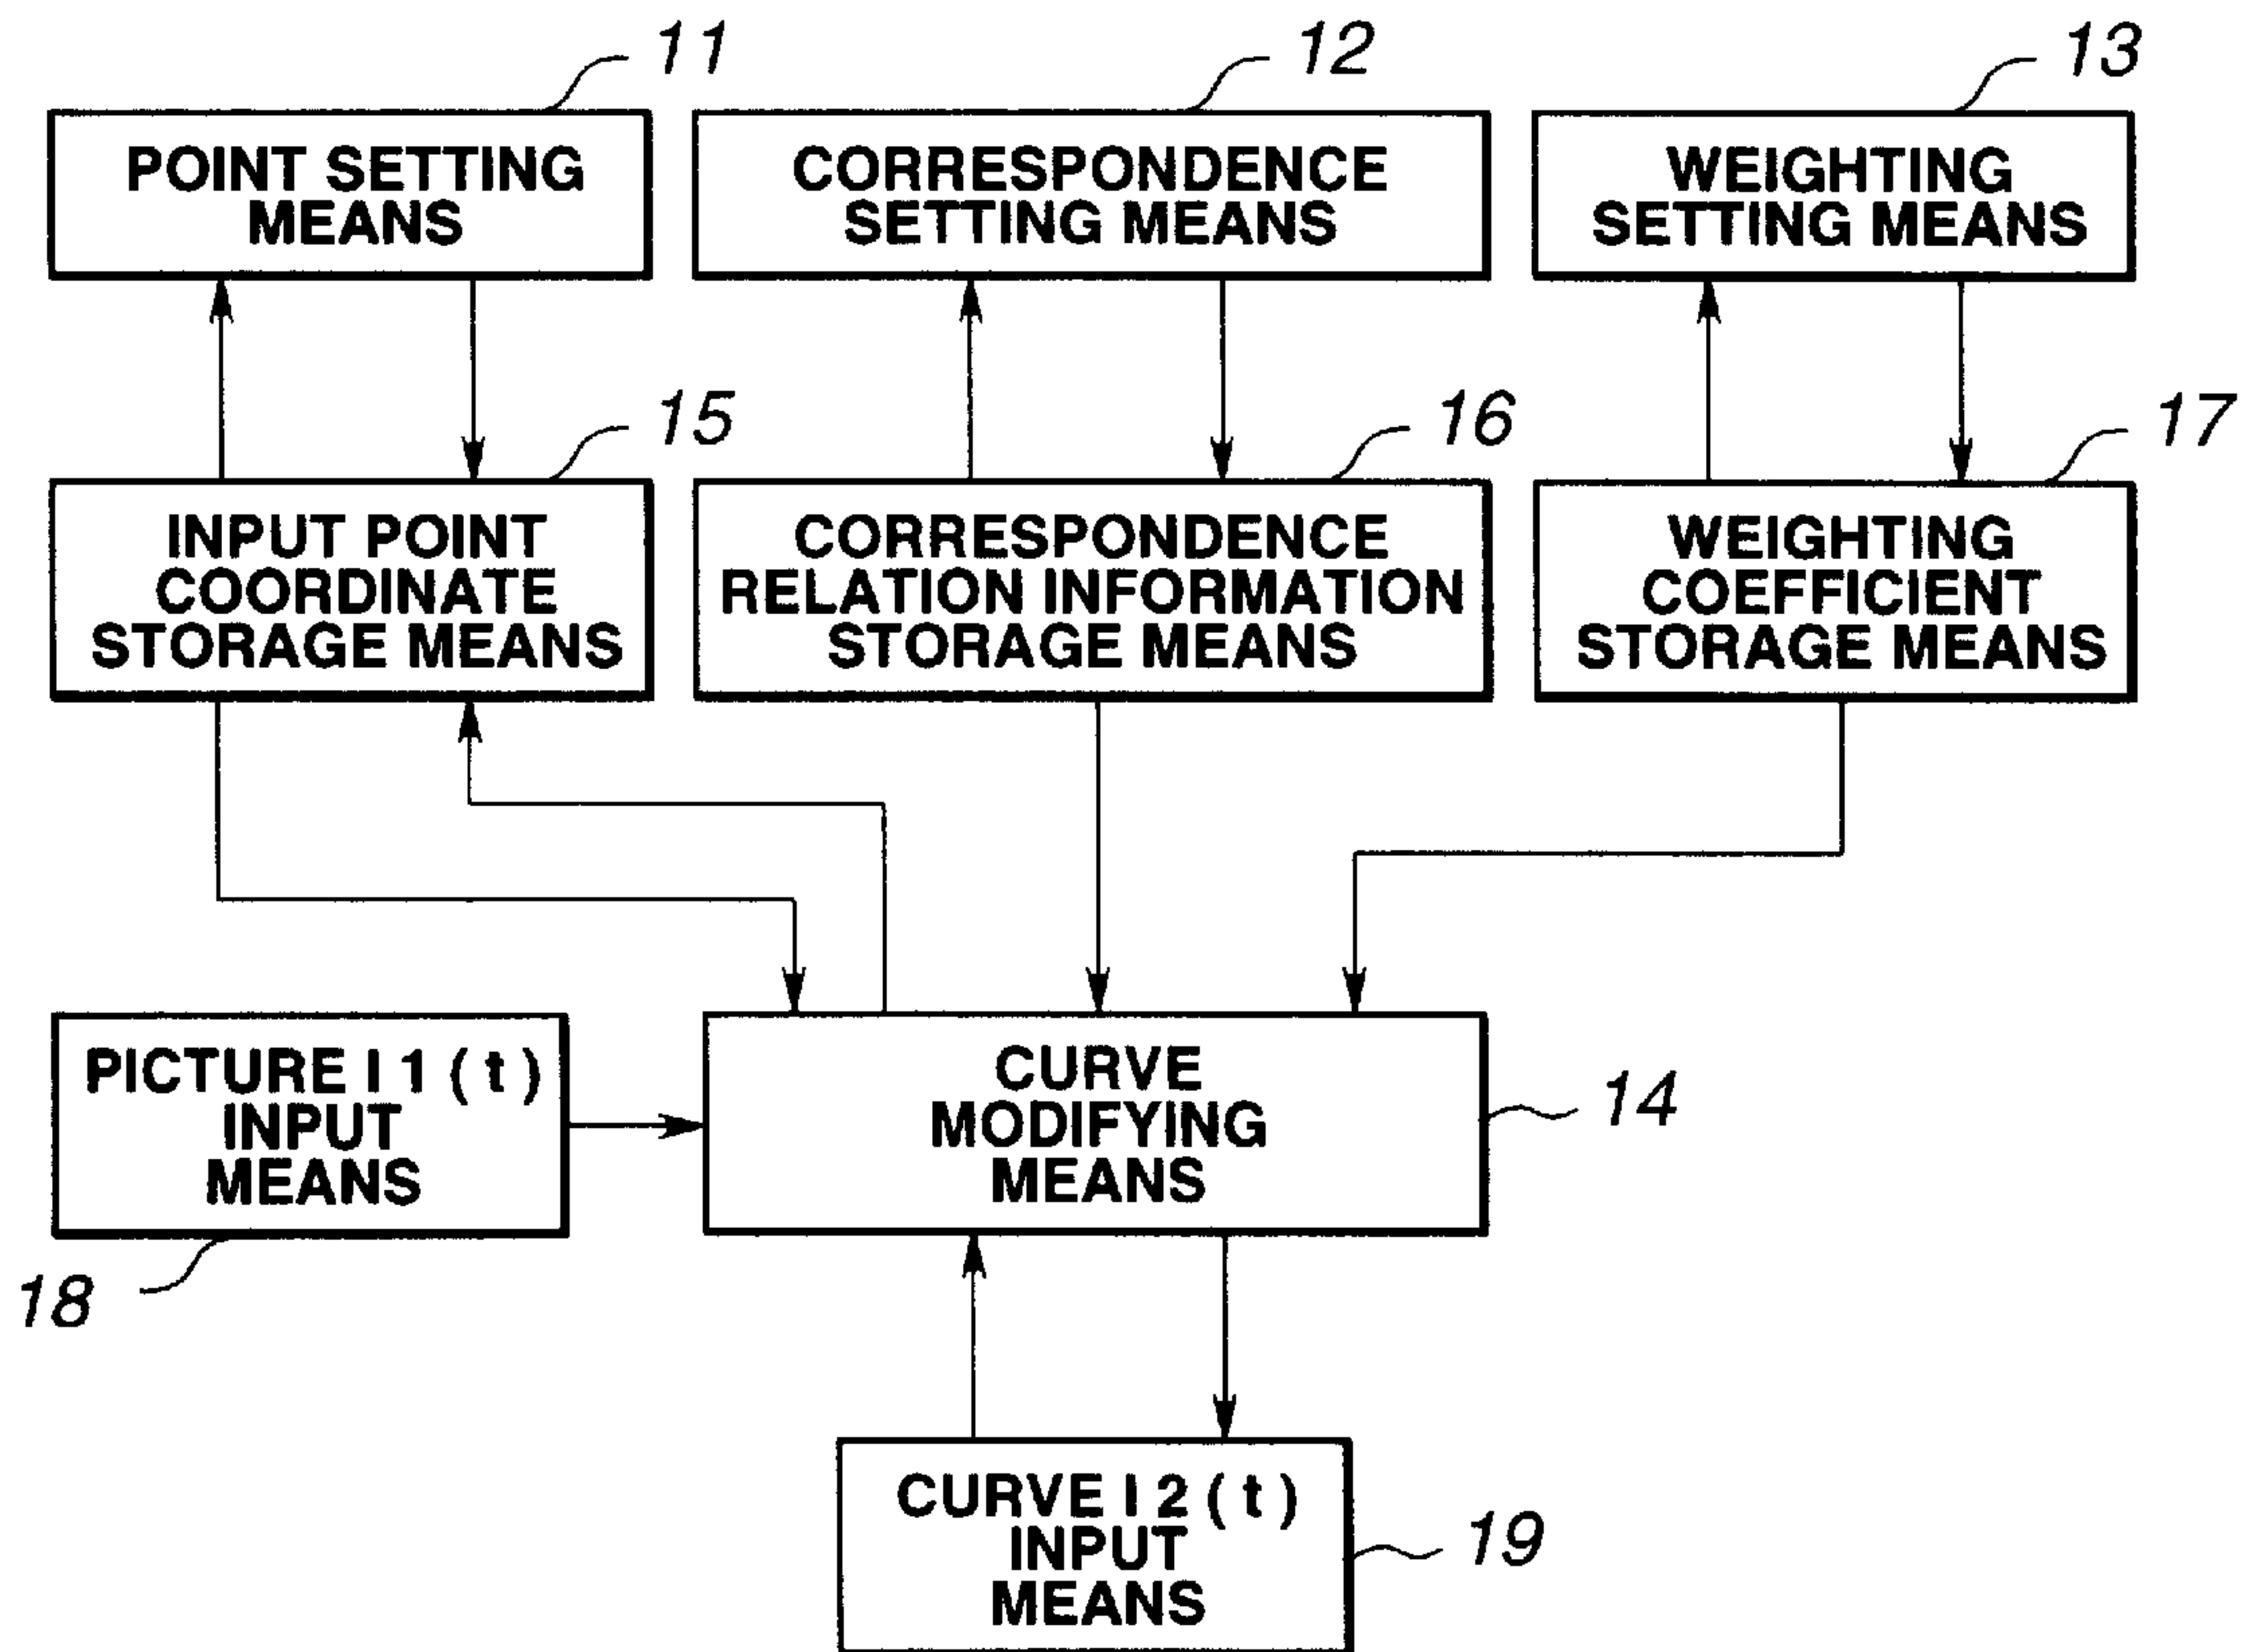 11
12
13
POINT SETTING
MEANS
CORRESPONDENCE
SETTING MEANS
WEIGHTING
SETTING MEANS
15
16
17
INPUT POINT
COORDINATE
STORAGE MEANS
CORRESPONDENCE
RELATION INFORMATION
STORAGE MEANS
WEIGHTING
COEFFICIENT
STORAGE MEANS
PICTURE I 1 ( t )
INPUT
MEANS
18
CURVE
MODIFYING
MEANS
14
CURVE I 2 ( t )
INPUT
MEANS
19